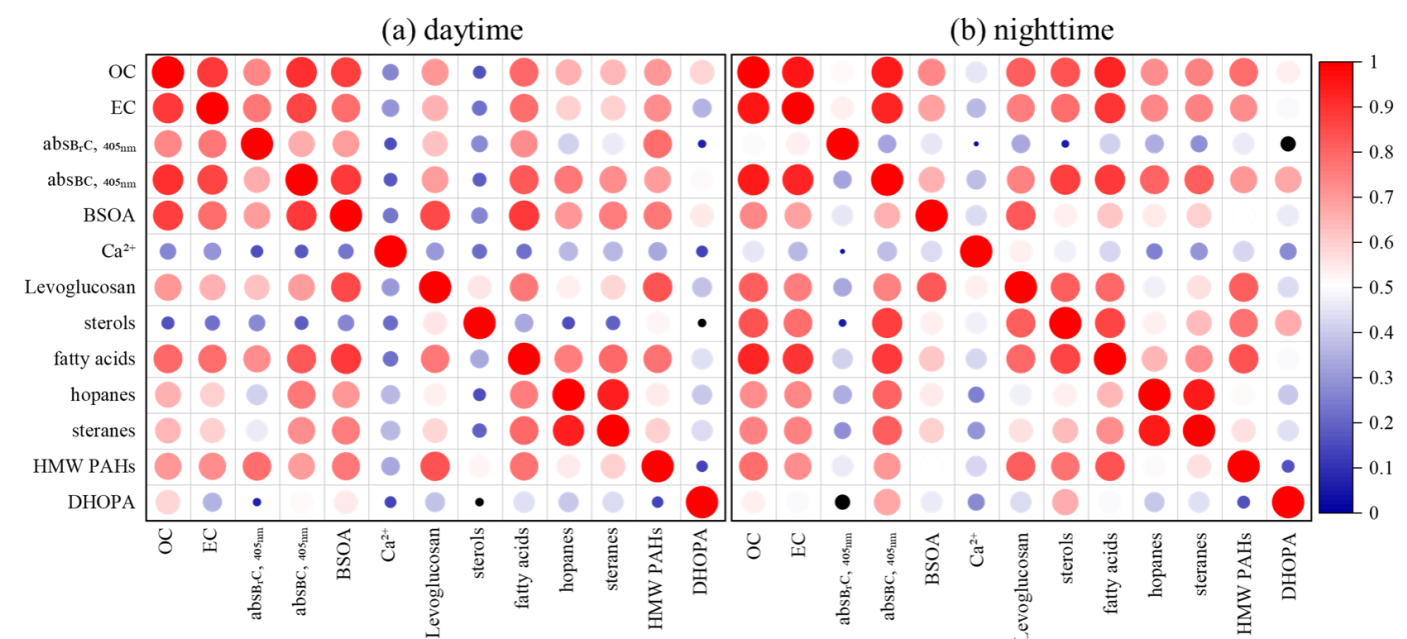 (a) daytime
(b) nighttime
OC
EC
absBrC, 405nm
absBC, 405nm
BSOA
Ca²⁺
Levoglucosan
sterols
fatty acids
hopanes
steranes
HMW PAHs
DHOPA
1
0.9
0.8
0.7
0.6
0.5
0.4
0.3
0.2
0.1
0
OC
EC
absBrC, 405nm
absBC, 405nm
BSOA
Ca²⁺
Levoglucosan
sterols
fatty acids
hopanes
steranes
HMW PAHs
DHOPA
OC
EC
absBrC, 405nm
absBC, 405nm
BSOA
Ca²⁺
Levoglucosan
sterols
fatty acids
hopanes
steranes
HMW PAHs
DHOPA